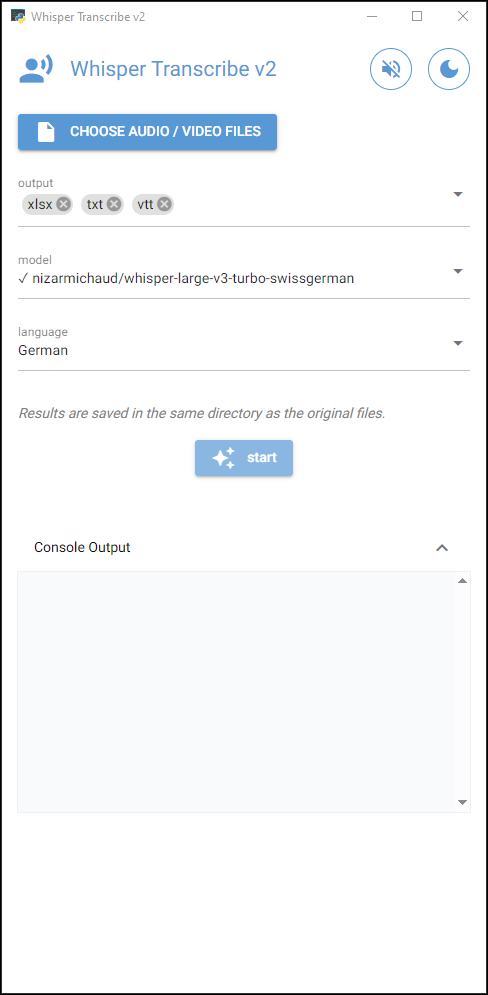 Whisper Transcribe v2
Whisper Transcribe v2
CHOOSE AUDIO / VIDEO FILES
output
xlsx txt vtt
model
✓ nizarmichaud/whisper-large-v3-turbo-swissgerman
language
German
Results are saved in the same directory as the original files.
start
Console Output